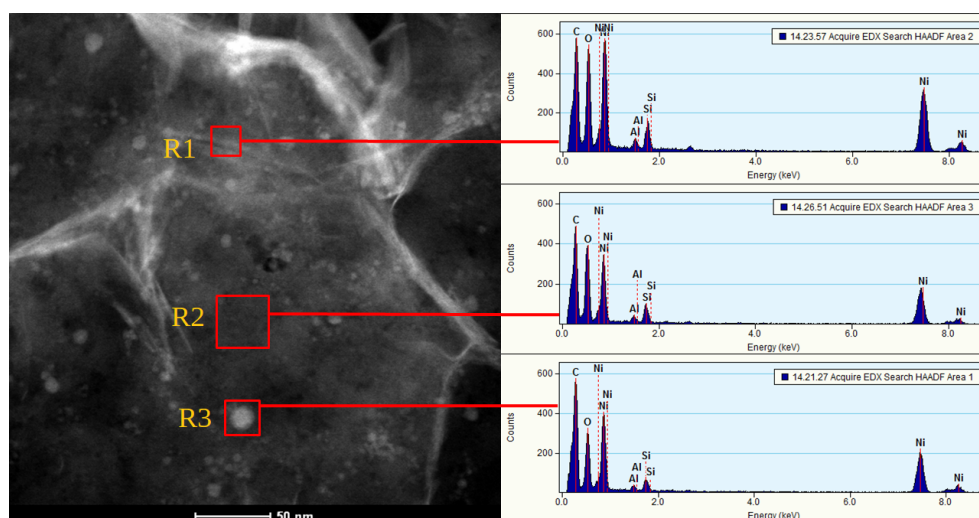 R1
R2
R3
50 nm
14.23.57 Acquire EDX Search HAADF Area 2
Counts
600
400
200
C
O
Ni
Ni
Ni
Al
Al
Si
Si
Ni
Ni
0.0 2.0 4.0 6.0 8.0
Energy (keV)
14.26.51 Acquire EDX Search HAADF Area 3
Counts
600
400
200
C
O
Ni
Ni
Ni
Al
Al
Si
Si
Ni
Ni
0.0 2.0 4.0 6.0 8.0
Energy (keV)
14.21.27 Acquire EDX Search HAADF Area 1
Counts
600
400
200
C
O
Ni
Ni
Ni
Al
Al
Si
Si
Ni
Ni
0.0 2.0 4.0 6.0 8.0
Energy (keV)